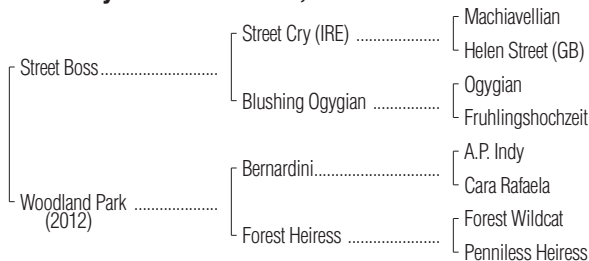 Street Boss
Woodland Park
(2012)
Street Cry (IRE)
Blushing Ogygian
Bernardini
Forest Heiress
Machiavellian
Helen Street (GB)
Ogygian
Fruhlingshochzeit
A.P. Indy
Cara Rafaela
Forest Wildcat
Penniless Heiress